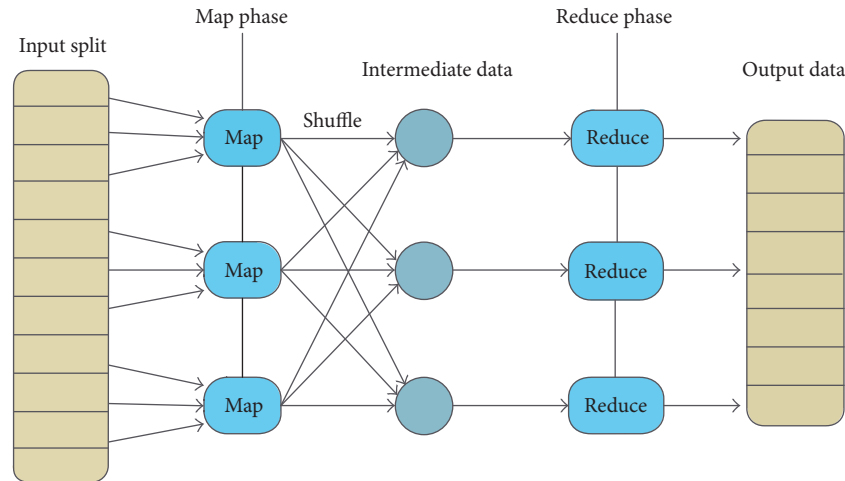 Map phase
Reduce phase
Input split
Intermediate data
Output data
Shuffle
Map
Reduce
Map
Reduce
Map
Reduce